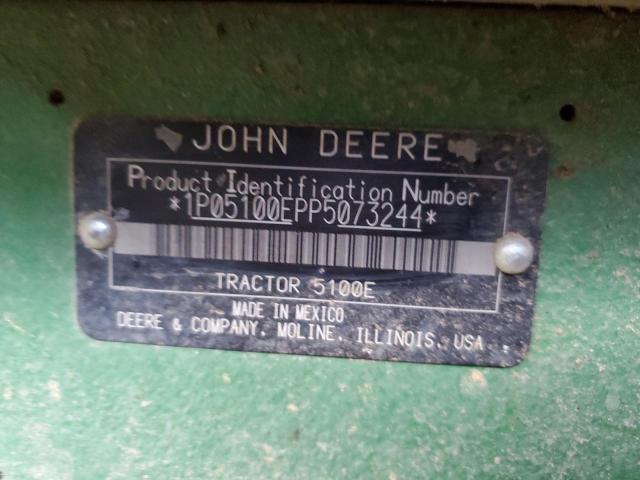 JOHN DEERE
Product Identification Number
*1P05100EPP5073244*
TRACTOR 5100E
MADE IN MEXICO
DEERE & COMPANY. MOLINE. ILLINOIS. USA